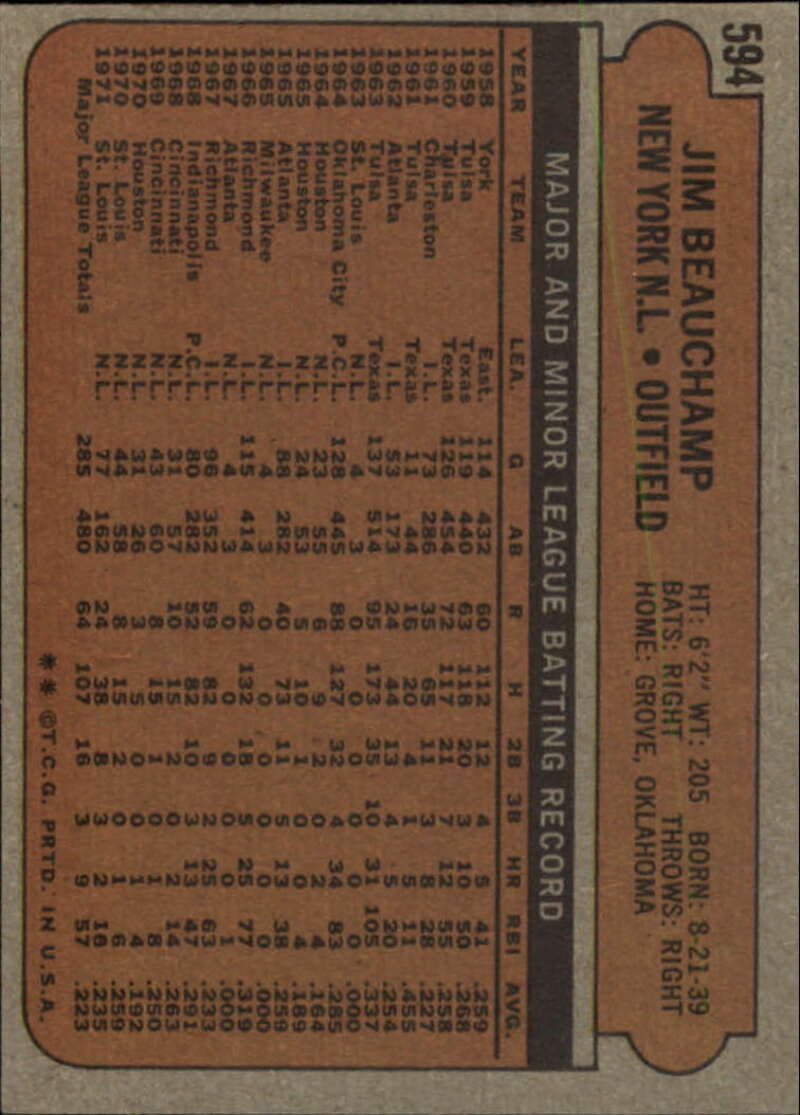 594
JIM BEAUCHAMP
NEW YORK N.L. • OUTFIELD
HT: 6'2" WT: 205 BORN: 8-21-39
BATS: RIGHT THROWS: RIGHT
HOME: GROVE, OKLAHOMA
MAJOR AND MINOR LEAGUE BATTING RECORD
YEAR TEAM LEA. G AB R H 2B 3B HR RBI AVG.
1958 York East. 114 432 60 112 12 4 5 41 .259
1959 Tulsa Texas 119 440 63 118 20 3 10 50 .268
1960 Tulsa Texas 126 454 72 117 21 7 12 55 .258
1961 Charleston I.L. 73 286 35 65 11 3 8 28 .227
1961 Tulsa Texas 11 44 16 20 4 1 5 11 .455
1962 Atlanta I.L. 53 173 24 44 13 4 5 20 .254
1963 Tulsa Texas 137 514 95 173 35 10 31 105 .337
1963 St. Louis N.L. 4 3 0 0 0 0 0 0 .000
1964 Oklahoma City P.C.L. 128 445 88 127 32 4 34 83 .285
1964 Houston N.L. 23 55 6 9 2 0 2 4 .164
1965 Houston N.L. 24 53 5 10 1 0 0 4 .189
1965 Atlanta I.L. 88 282 40 73 11 5 13 38 .259
1965 Milwaukee N.L. 4 3 0 0 0 0 0 0 .000
1966 Richmond I.L. 115 414 62 132 18 5 25 77 .319
1967 Atlanta N.L. 4 3 0 0 0 0 0 1 .000
1967 Richmond I.L. 96 352 59 82 9 2 25 63 .233
1968 Indianapolis P.C.L. 80 282 52 82 10 3 13 47 .291
1968 Cincinnati N.L. 31 57 10 15 2 0 2 14 .263
1969 Cincinnati N.L. 43 60 8 15 1 0 1 8 .250
1970 Houston N.L. 31 26 3 5 0 0 1 4 .192
1970 St. Louis N.L. 44 58 8 15 2 0 1 6 .259
1971 St. Louis N.L. 77 162 24 38 8 3 2 16 .235
Major League Totals 285 480 64 107 16 3 9 57 .223
** ©T.C.G. PRTD. IN U.S.A.